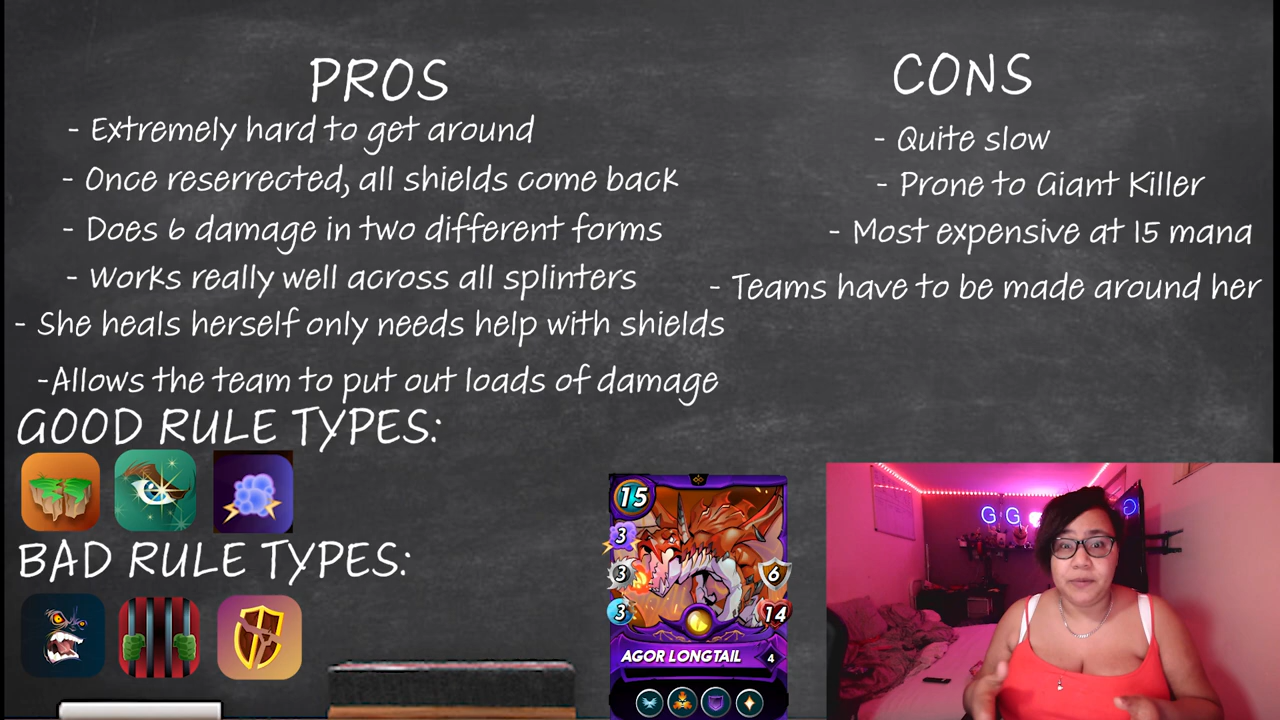 PROS
- Extremely hard to get around
- Once reserrected, all shields come back
- Does 6 damage in two different forms
- Works really well across all splinters
- She heals herself only needs help with shields
-Allows the team to put out loads of damage
CONS
- Quite slow
- Prone to Giant Killer
- Most expensive at 15 mana
- Teams have to be made around her
GOOD RULE TYPES:
BAD RULE TYPES:
15
3
3
6
3
14
AGOR LONGTAIL 4
G G